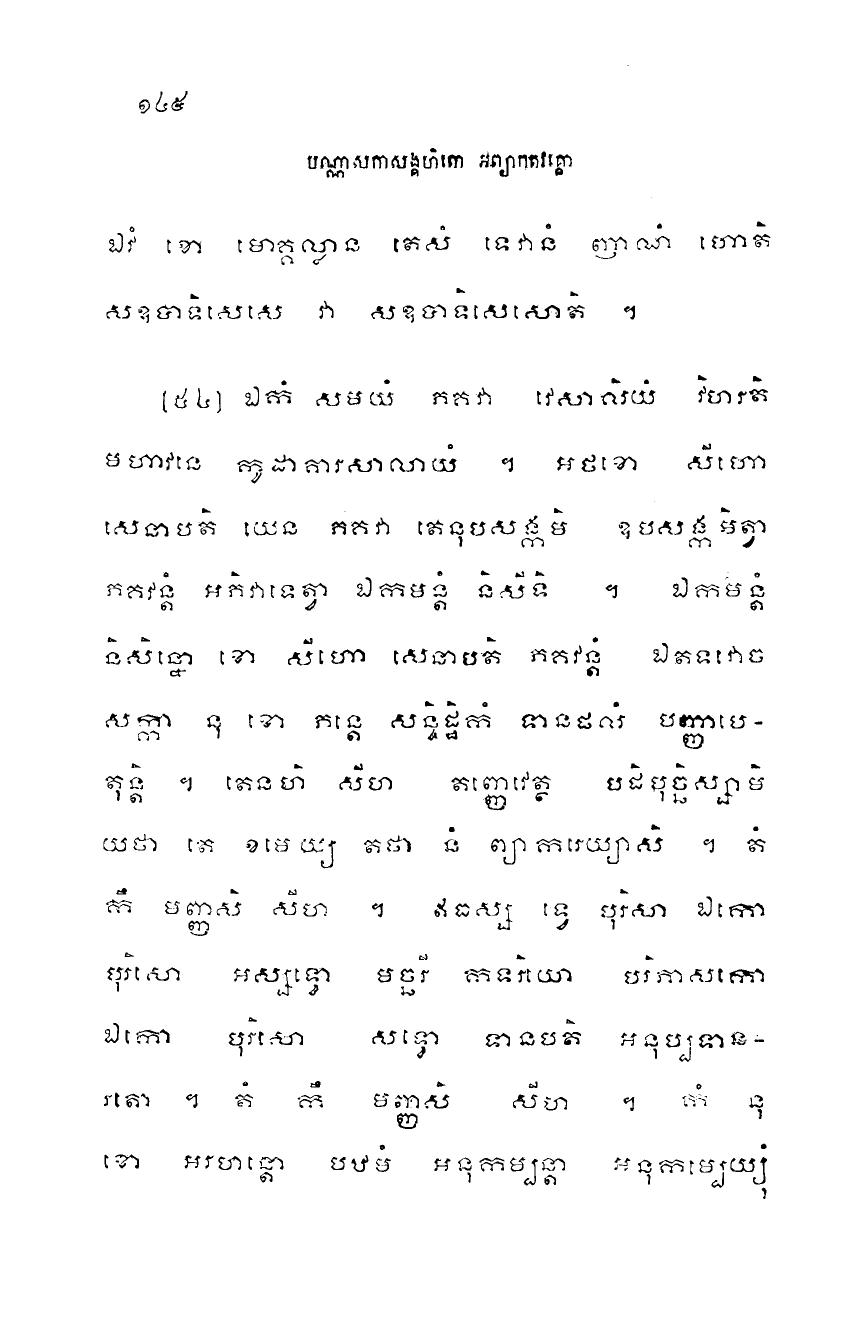 ១៤៥
បណ្ណាសកាសង្គហិតោ អព្យាកតវគ្គោ
ឯវំ ខោ មោគ្គល្លាន តេសំ ទេវានំ ញាណំ ហោតិ
សឧបាទិសេសេ វា សឧបាទិសេសោតិ ។
(៥៤) ឯកំ សមយំ ភគវា វេសាលិយំ វិហរតិ
មហាវនេ កូដាគារសាលាយំ ។ អថខោ សីហោ
សេនាបតិ យេន ភគវា តេនុបសង្កមិ ឧបសង្កមិត្វា
ភគវន្តំ អភិវាទេត្វា ឯកមន្តំ និសីទិ ។ ឯកមន្តំ
និសិន្នោ ខោ សីហោ សេនាបតិ ភគវន្តំ ឯតទវោច
សក្កា នុ ខោ ភន្តេ សន្ទិដ្ឋិកំ ទានផលំ បញ្ញាបេ-
តុន្តិ ។ តេនហិ សីហ តញ្ញេវេត្ថ បដិបុច្ឆិស្សាមិ
យថា តេ ខមេយ្យ តថា នំ ព្យាករេយ្យាសិ ។ តំ
កឹ មញ្ញសិ សីហ ។ ឥធស្ស ទ្វេ បុរិសា ឯកោ
បុរិសោ អស្សទ្ធោ មច្ឆរី កទរិយោ បរិភាសកោ
ឯកោ បុរិសោ សទ្ធោ ទានបតិ អនុប្បទាន-
រតោ ។ តំ កឹ មញ្ញសិ សីហ ។ កំ នុ
ខោ អរហន្តោ បឋមំ អនុកម្បន្តា អនុកម្បេយ្យុំ